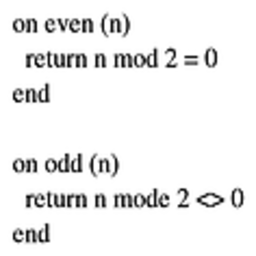 on even (n)
return n mod 2 = 0
end
on odd (n)
return n mode 2 <> 0
end